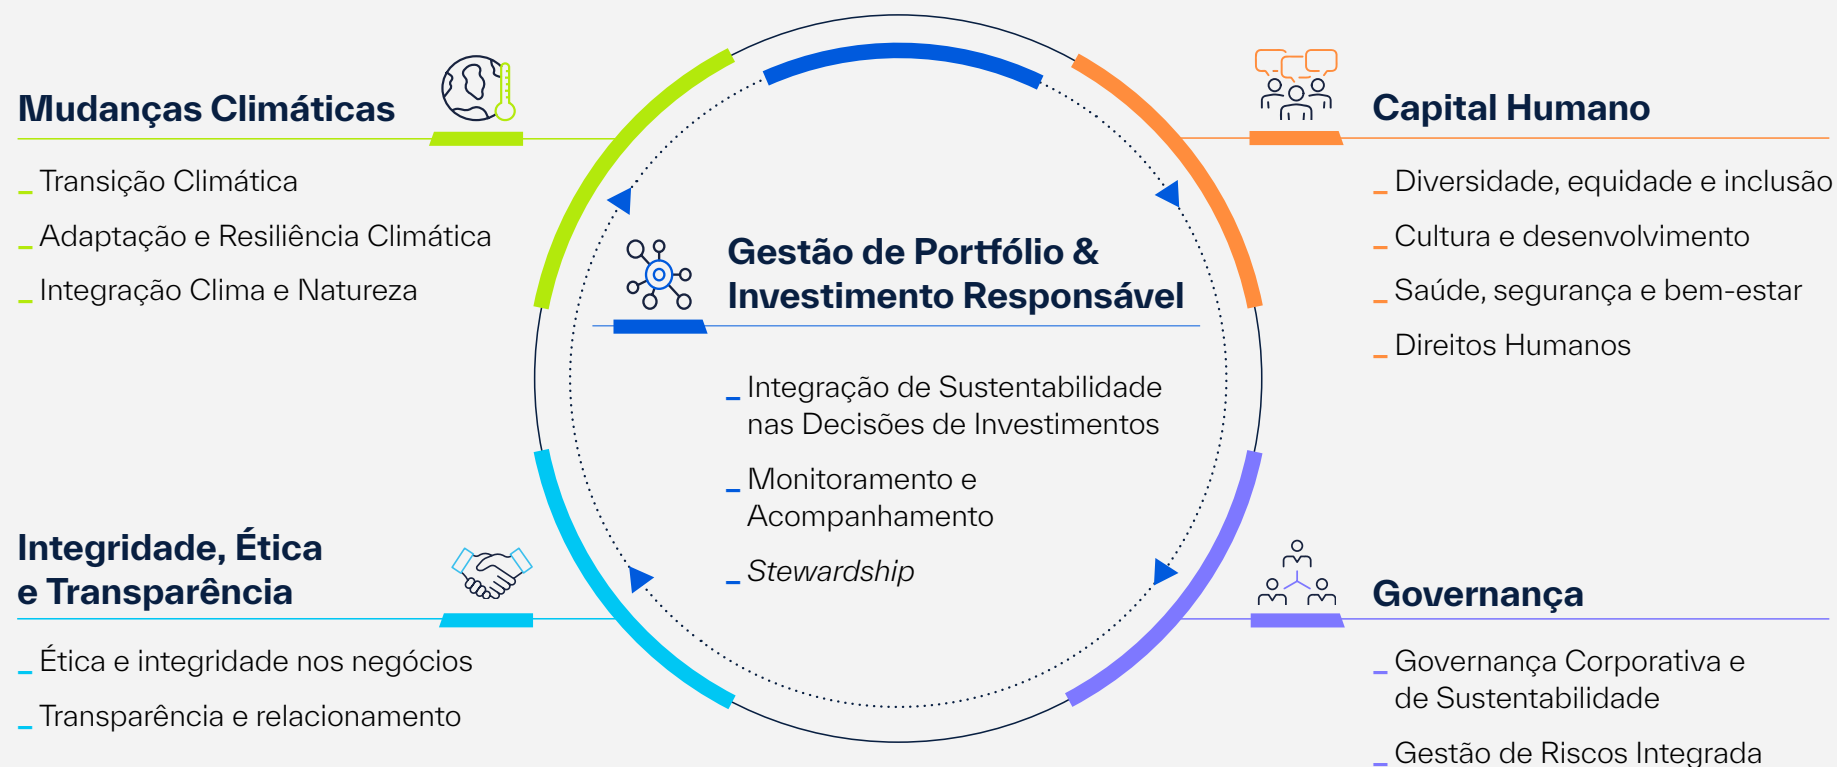 Mudanças Climáticas
Transição Climática
Adaptação e Resiliência Climática
Integração Clima e Natureza
Capital Humano
Diversidade, equidade e inclusão
Cultura e desenvolvimento
Saúde, segurança e bem-estar
Direitos Humanos
Gestão de Portfólio &
Investimento Responsável
Integração de Sustentabilidade
nas Decisões de Investimentos
Monitoramento e
Acompanhamento
Stewardship
Integridade, Ética
e Transparência
Ética e integridade nos negócios
Transparência e relacionamento
Governança
Governança Corporativa e
de Sustentabilidade
Gestão de Riscos Integrada